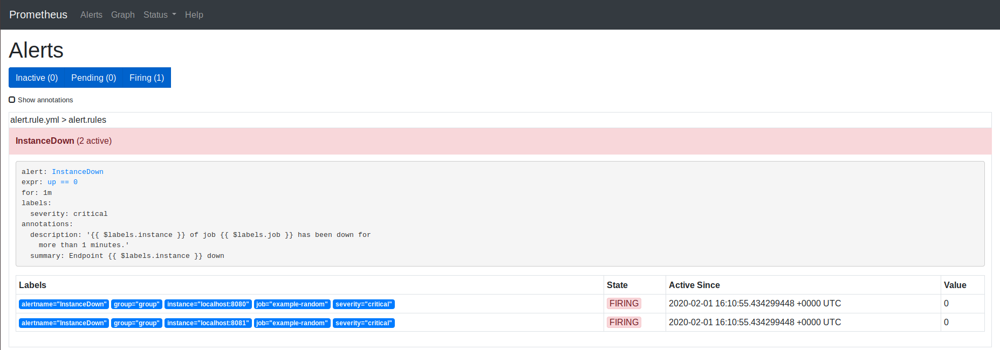 Prometheus Alerts Graph Status Help
Alerts
Inactive (0) Pending (0) Firing (1)
Show annotations
alert.rule.yml > alert.rules
InstanceDown (2 active)
alert: InstanceDown
expr: up == 0
for: 1m
labels:
  severity: critical
annotations:
  description: '{{ $labels.instance }} of job {{ $labels.job }} has been down for
    more than 1 minutes.'
  summary: Endpoint {{ $labels.instance }} down
Labels State Active Since Value
alertname="InstanceDown" group="group" instance="localhost:8080" job="example-random" severity="critical" FIRING 2020-02-01 16:10:55.434299448 +0000 UTC 0
alertname="InstanceDown" group="group" instance="localhost:8081" job="example-random" severity="critical" FIRING 2020-02-01 16:10:55.434299448 +0000 UTC 0